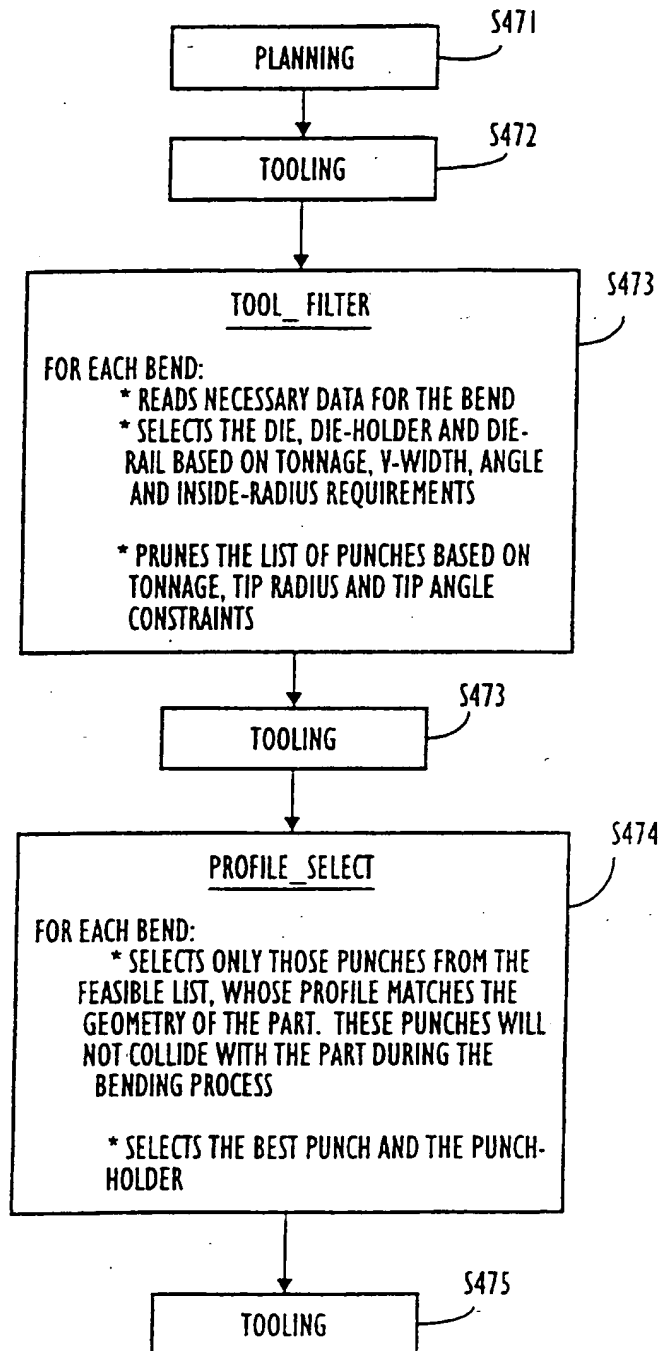 S471
PLANNING
S472
TOOLING
S473
TOOL_ FILTER
FOR EACH BEND:
* READS NECESSARY DATA FOR THE BEND
* SELECTS THE DIE, DIE-HOLDER AND DIE-
RAIL BASED ON TONNAGE, V-WIDTH, ANGLE
AND INSIDE-RADIUS REQUIREMENTS
* PRUNES THE LIST OF PUNCHES BASED ON
TONNAGE, TIP RADIUS AND TIP ANGLE
CONSTRAINTS
S473
TOOLING
S474
PROFILE_SELECT
FOR EACH BEND:
* SELECTS ONLY THOSE PUNCHES FROM THE
FEASIBLE LIST, WHOSE PROFILE MATCHES THE
GEOMETRY OF THE PART. THESE PUNCHES WILL
NOT COLLIDE WITH THE PART DURING THE
BENDING PROCESS
* SELECTS THE BEST PUNCH AND THE PUNCH-
HOLDER
S475
TOOLING